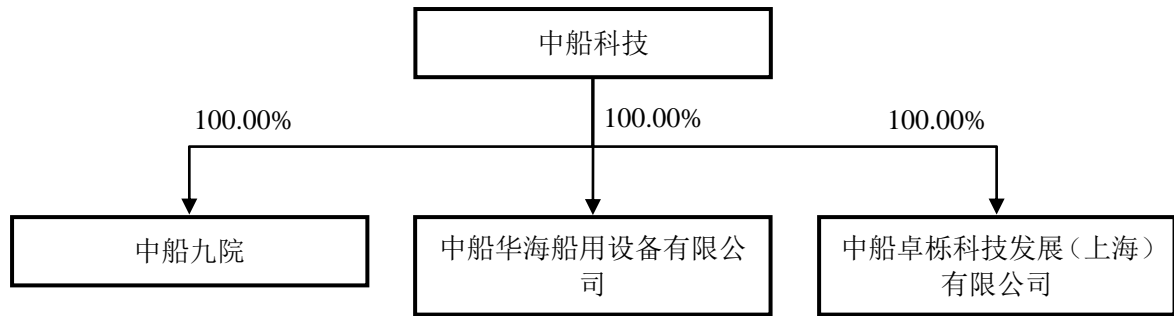 中船科技
100.00%
100.00%
100.00%
中船九院
中船华海船用设备有限公
司
中船卓栎科技发展（上海）
有限公司